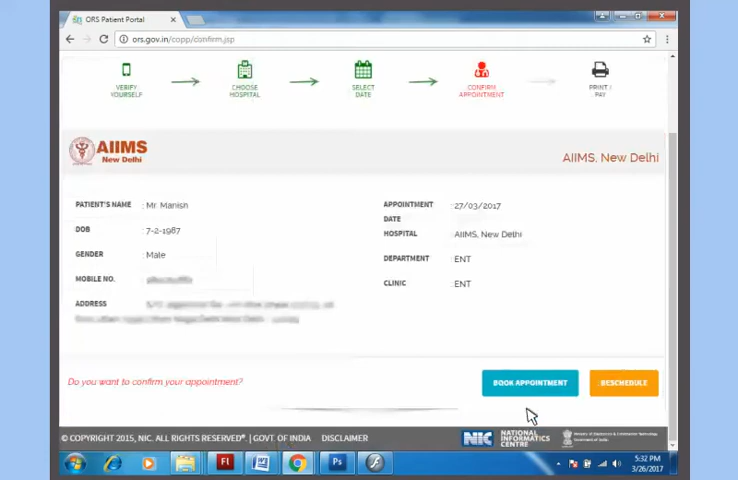 ORS Patient Portal
ors.gov.in/copp/confirm.jsp
VERIFY YOURSELF
CHOOSE HOSPITAL
SELECT DATE
CONFIRM APPOINTMENT
PRINT / PAY
AIIMS
New Delhi
AIIMS, New Delhi
PATIENT'S NAME : Mr. Manish
DOB : 7-2-1987
GENDER : Male
MOBILE NO. :
ADDRESS :
APPOINTMENT DATE : 27/03/2017
HOSPITAL : AIIMS, New Delhi
DEPARTMENT : ENT
CLINIC : ENT
Do you want to confirm your appointment?
BOOK APPOINTMENT
RESCHEDULE
© COPYRIGHT 2015, NIC. ALL RIGHTS RESERVED®. | GOVT. OF INDIA DISCLAIMER
NIC NATIONAL INFORMATICS CENTRE
Fl
W
Ps
5:32 PM
3/26/2017